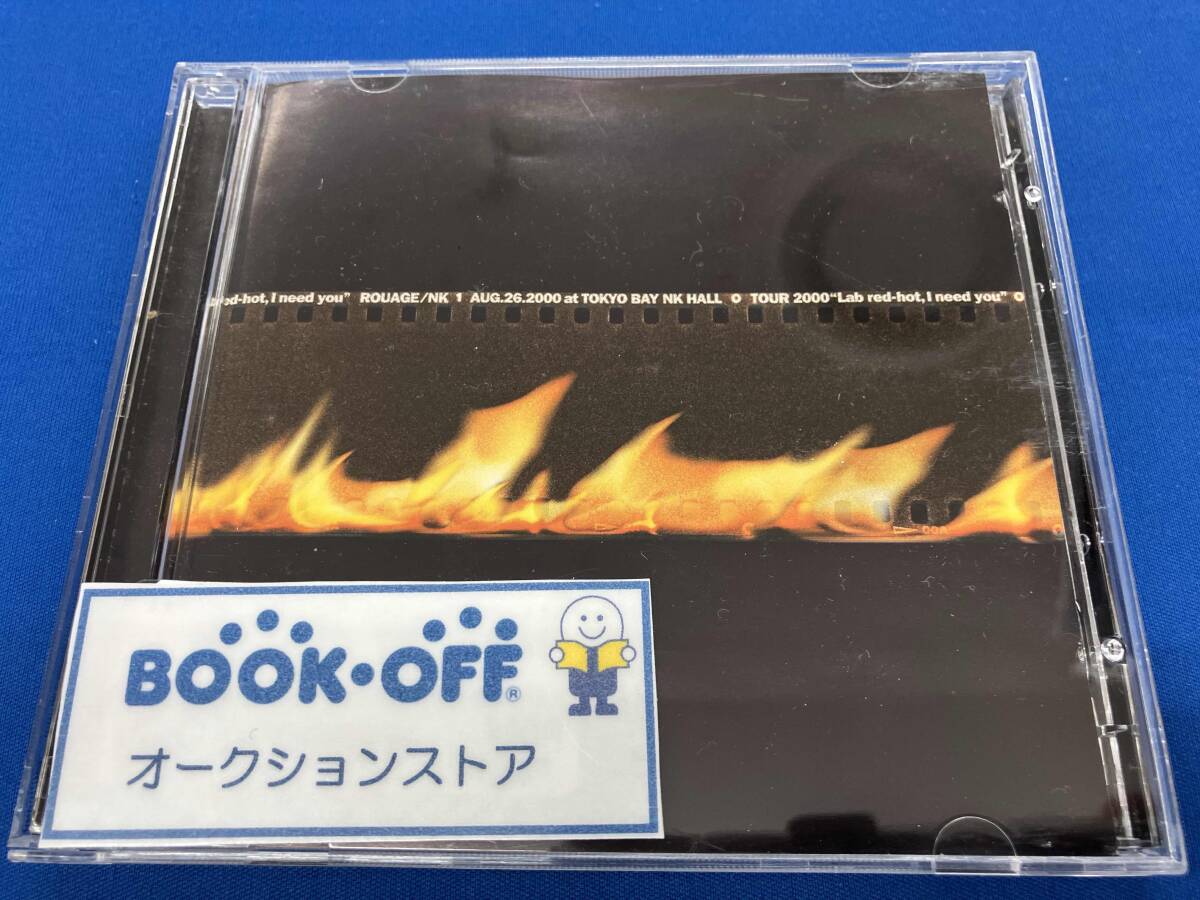 red-hot, I need you" ROUAGE/NK 1 AUG.26.2000 at TOKYO BAY NK HALL TOUR 2000 "Lab red-hot, I need you"
BOOK・OFF®
オークションストア